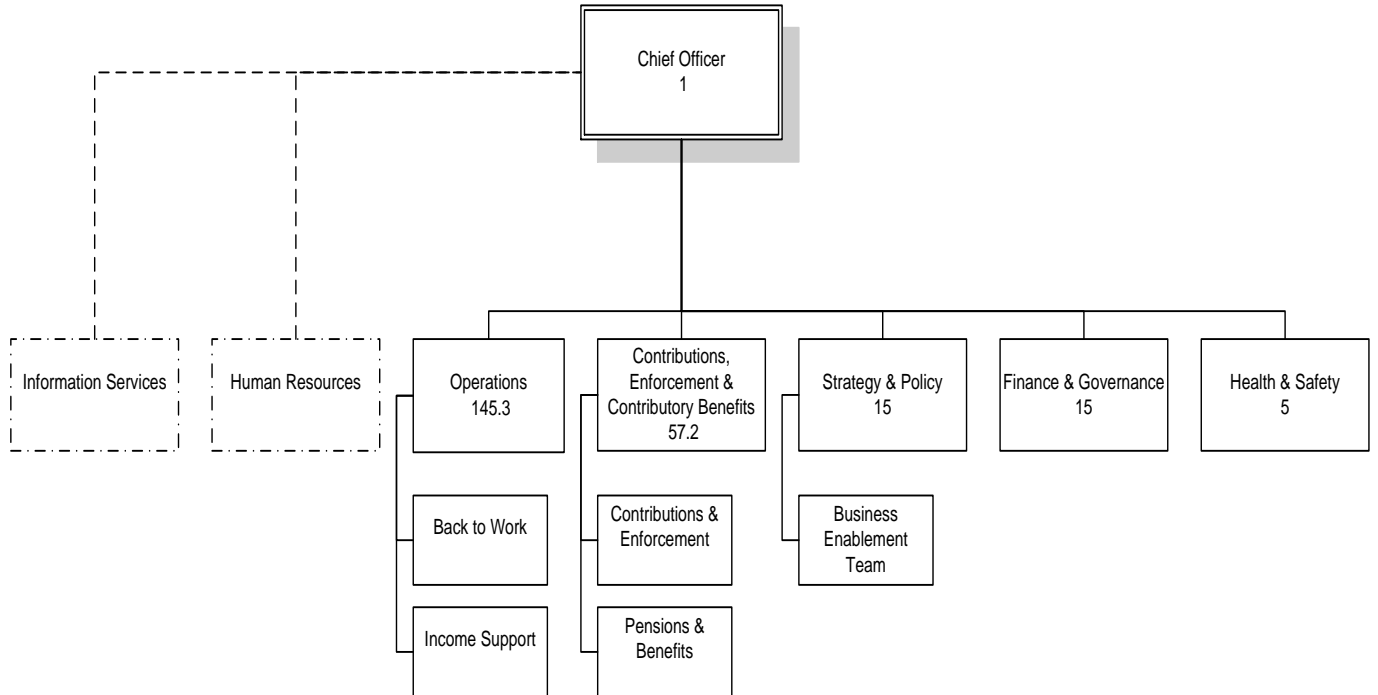 Chief Officer
1
Information Services
Human Resources
Operations
145.3
Contributions,
Enforcement &
Contributory Benefits
57.2
Strategy & Policy
15
Finance & Governance
15
Health & Safety
5
Back to Work
Contributions &
Enforcement
Business
Enablement
Team
Income Support
Pensions &
Benefits